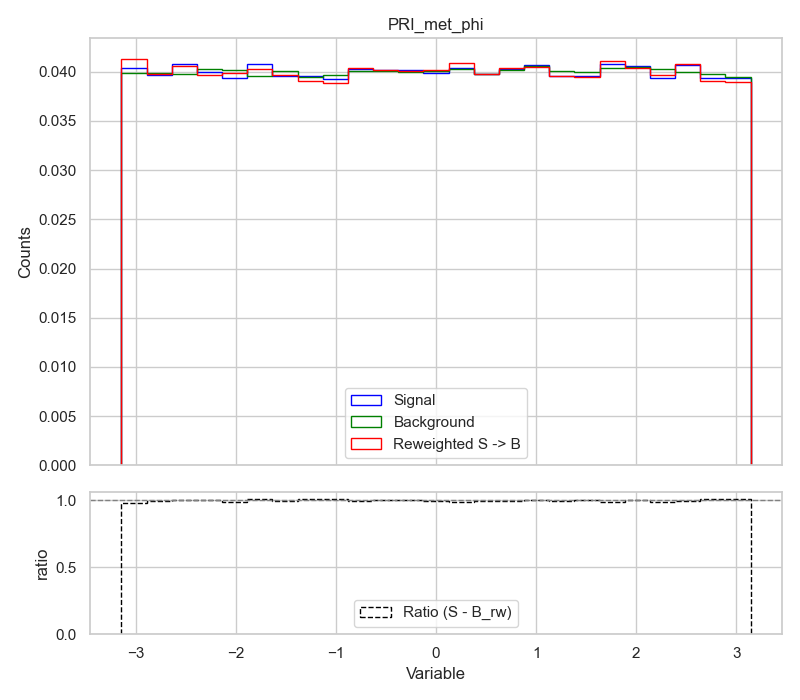 PRI_met_phi
0.040
0.035
0.030
0.025
0.020
0.015
0.010
0.005
0.000
Counts
Signal
Background
Reweighted S -> B
1.0
0.5
0.0
ratio
Ratio (S - B_rw)
−3
−2
−1
0
1
2
3
Variable